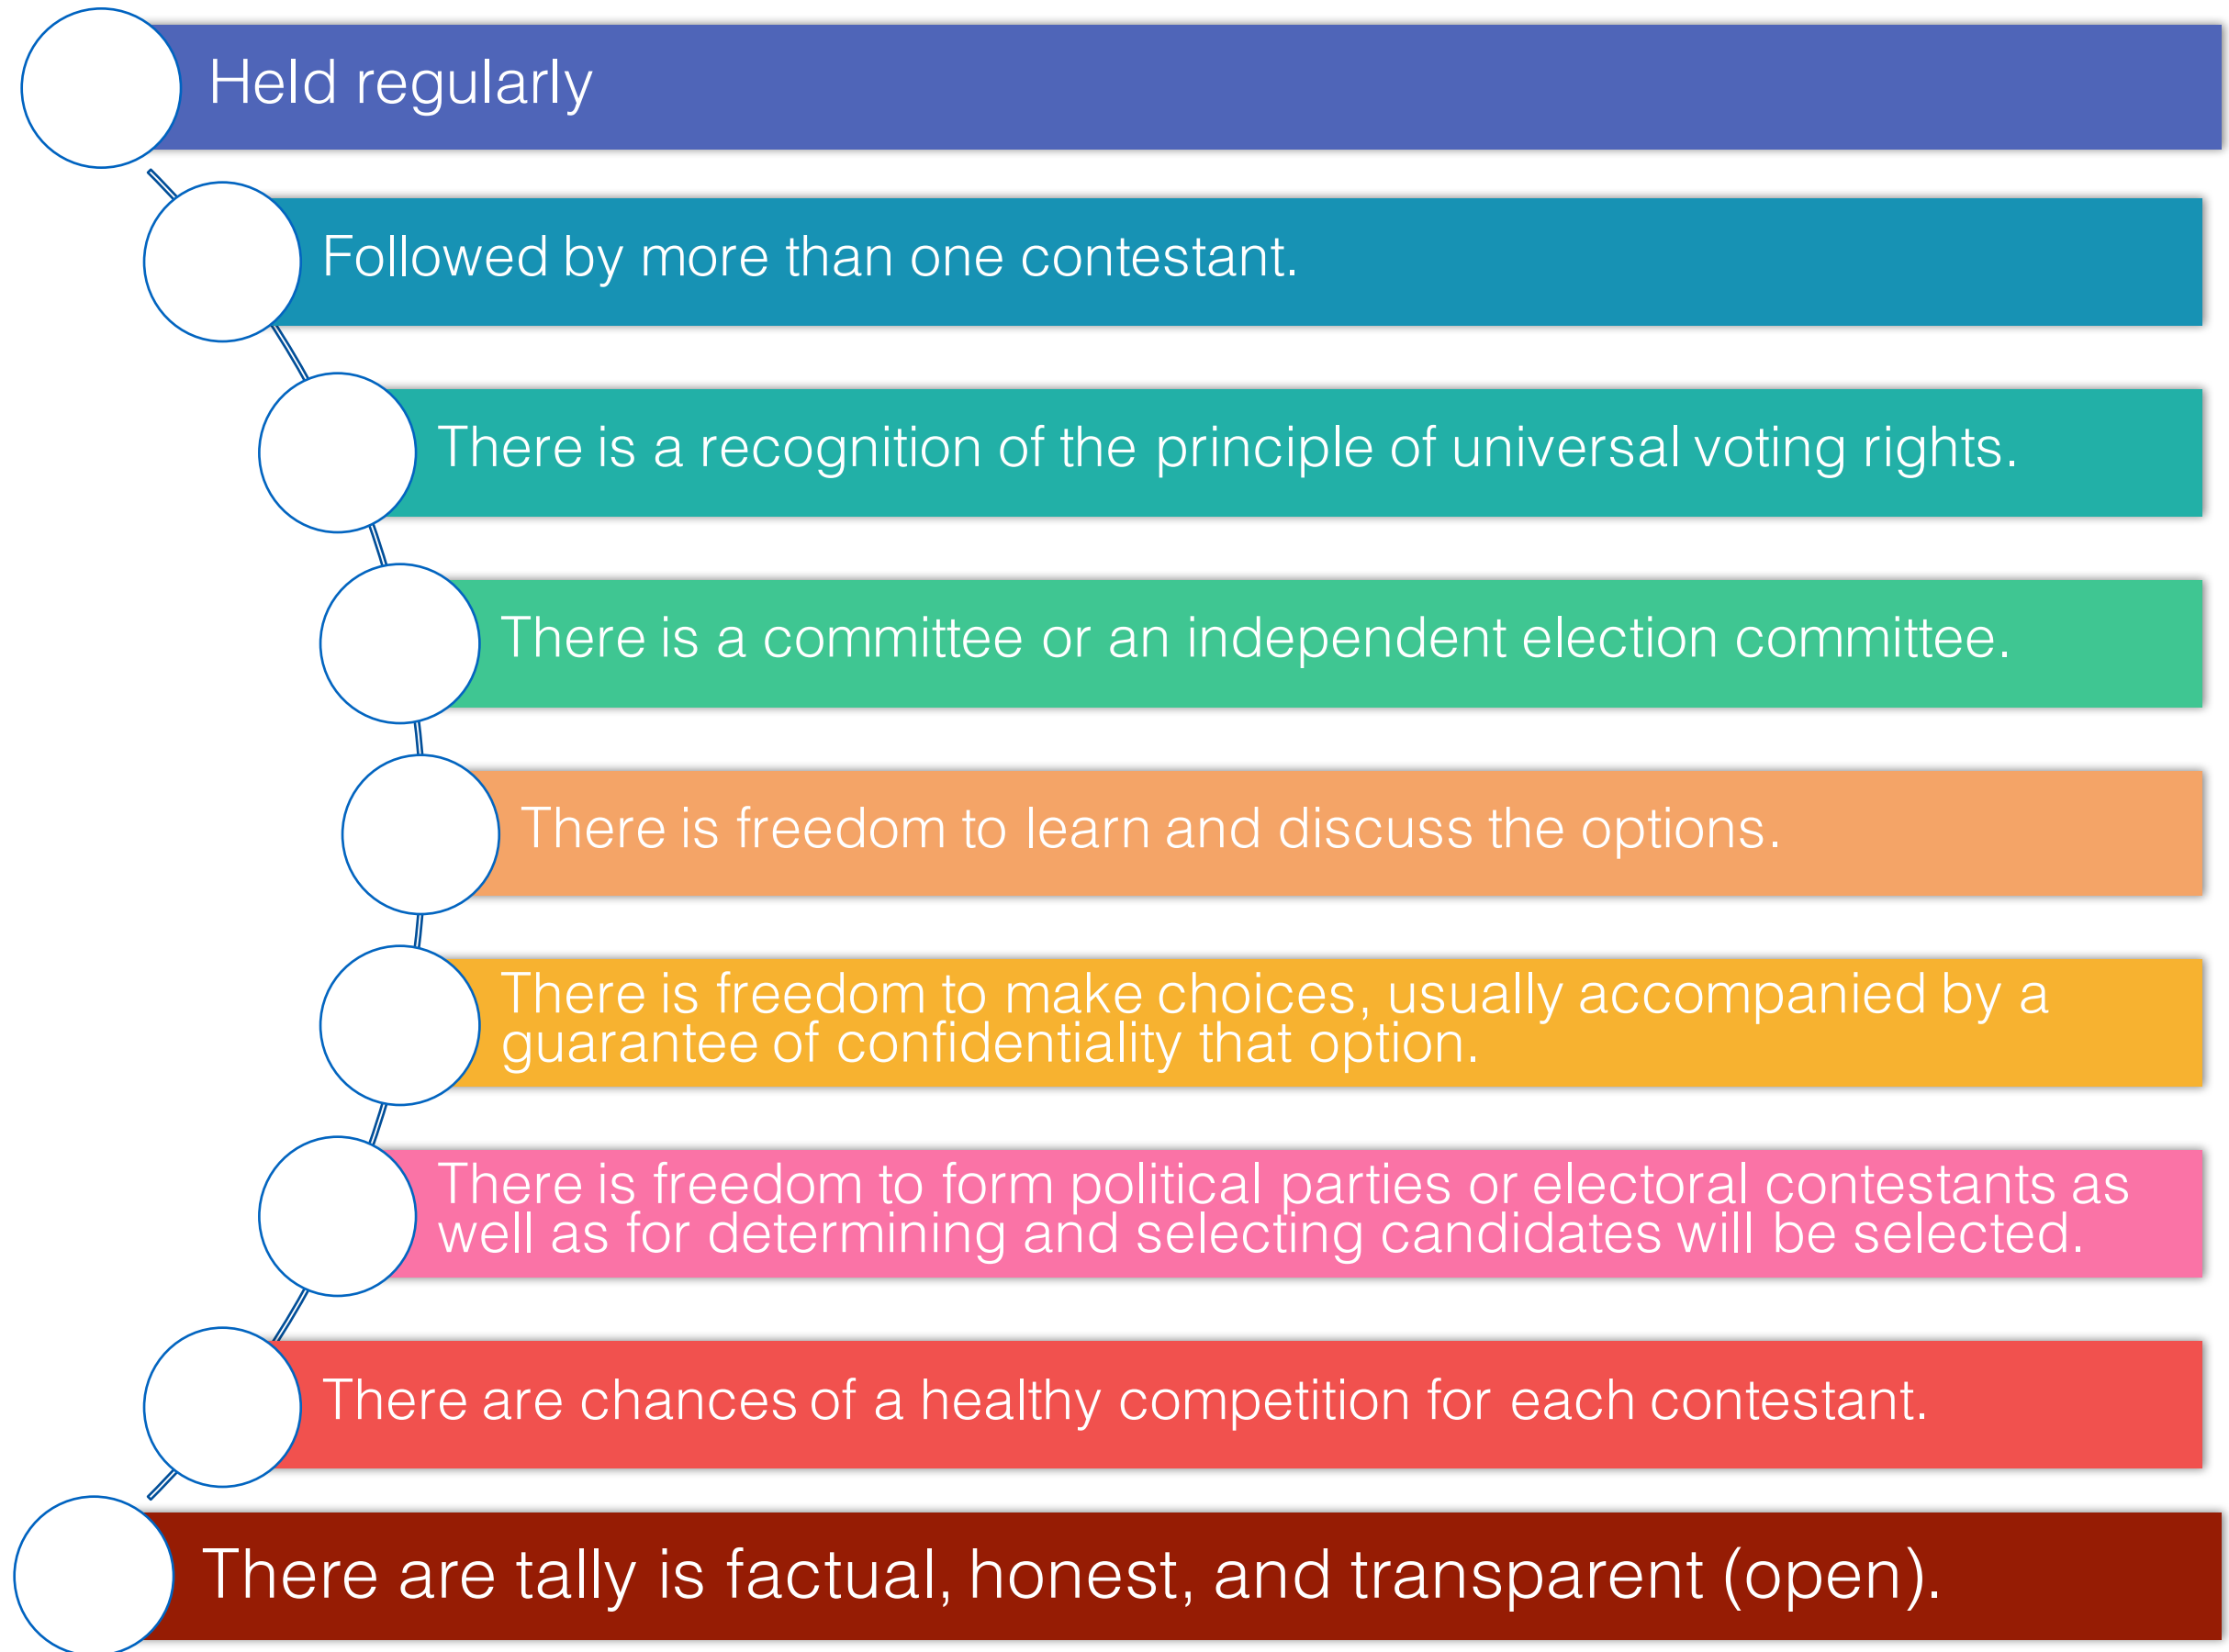 Held regularly
Followed by more than one contestant.
There is a recognition of the principle of universal voting rights.
There is a committee or an independent election committee.
There is freedom to learn and discuss the options.
There is freedom to make choices, usually accompanied by a
guarantee of confidentiality that option.
There is freedom to form political parties or electoral contestants as
well as for determining and selecting candidates will be selected.
There are chances of a healthy competition for each contestant.
There are tally is factual, honest, and transparent (open).